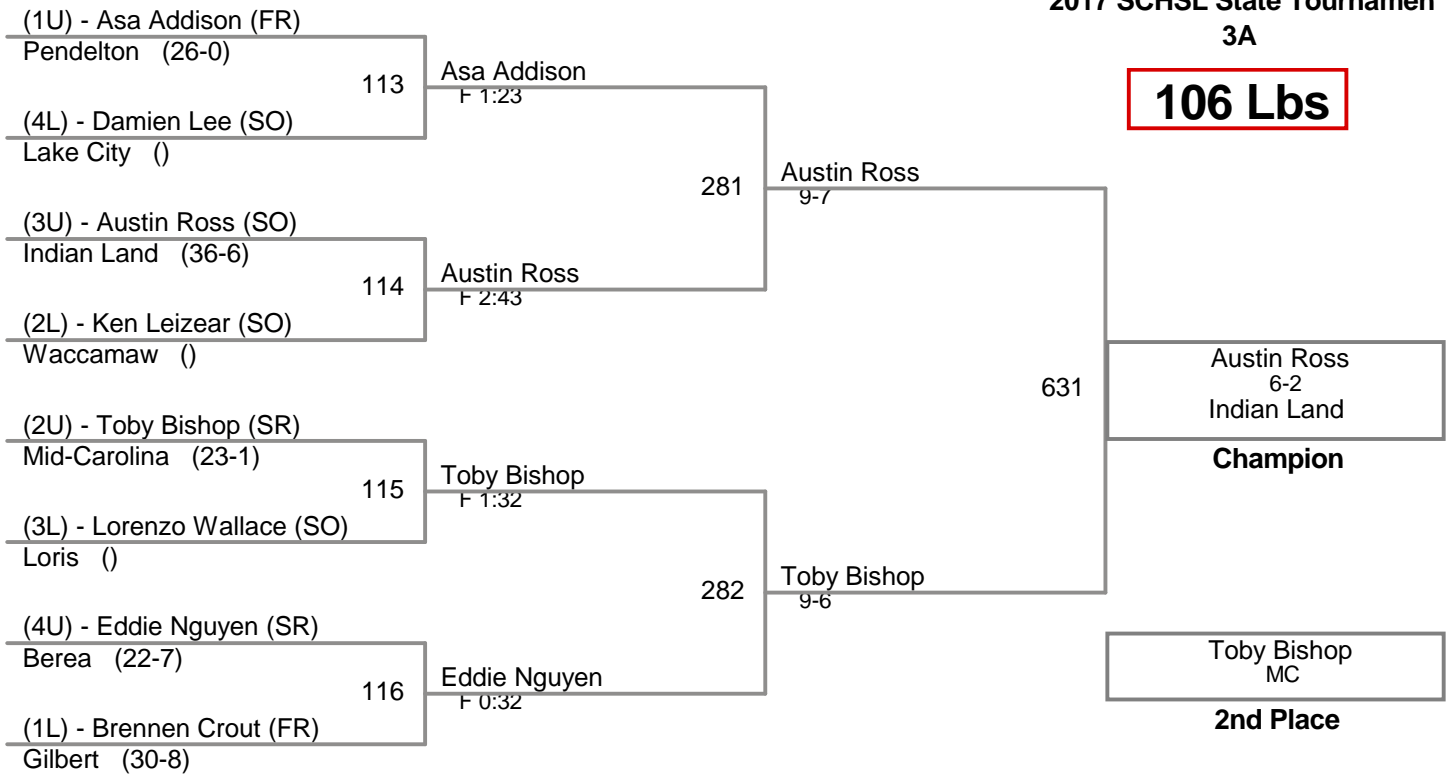 2017 SCHSL State Tournamen
3A
106 Lbs
(1U) - Asa Addison (FR)
Pendelton (26-0)
113
Asa Addison
F 1:23
(4L) - Damien Lee (SO)
Lake City ()
281
Austin Ross
9-7
(3U) - Austin Ross (SO)
Indian Land (36-6)
114
Austin Ross
F 2:43
(2L) - Ken Leizear (SO)
Waccamaw ()
631
Austin Ross
6-2
Indian Land
Champion
(2U) - Toby Bishop (SR)
Mid-Carolina (23-1)
115
Toby Bishop
F 1:32
(3L) - Lorenzo Wallace (SO)
Loris ()
282
Toby Bishop
9-6
(4U) - Eddie Nguyen (SR)
Berea (22-7)
116
Eddie Nguyen
F 0:32
(1L) - Brennen Crout (FR)
Gilbert (30-8)
Toby Bishop
MC
2nd Place